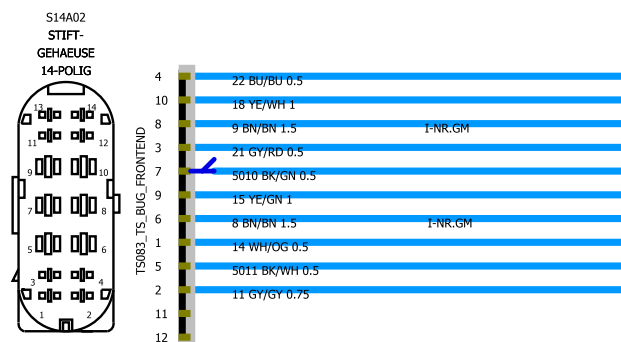 S14A02
STIFT-
GEHAEUSE
14-POLIG
13 14
11 12
9 10
7 8
5 6
3 4
1 2
TS083_TS_BUG_FRONTEND
4 22 BU/BU 0.5
10 18 YE/WH 1
8 9 BN/BN 1.5 I-NR.GM
3 21 GY/RD 0.5
7 5010 BK/GN 0.5
9 15 YE/GN 1
6 8 BN/BN 1.5 I-NR.GM
1 14 WH/OG 0.5
5 5011 BK/WH 0.5
2 11 GY/GY 0.75
11
12